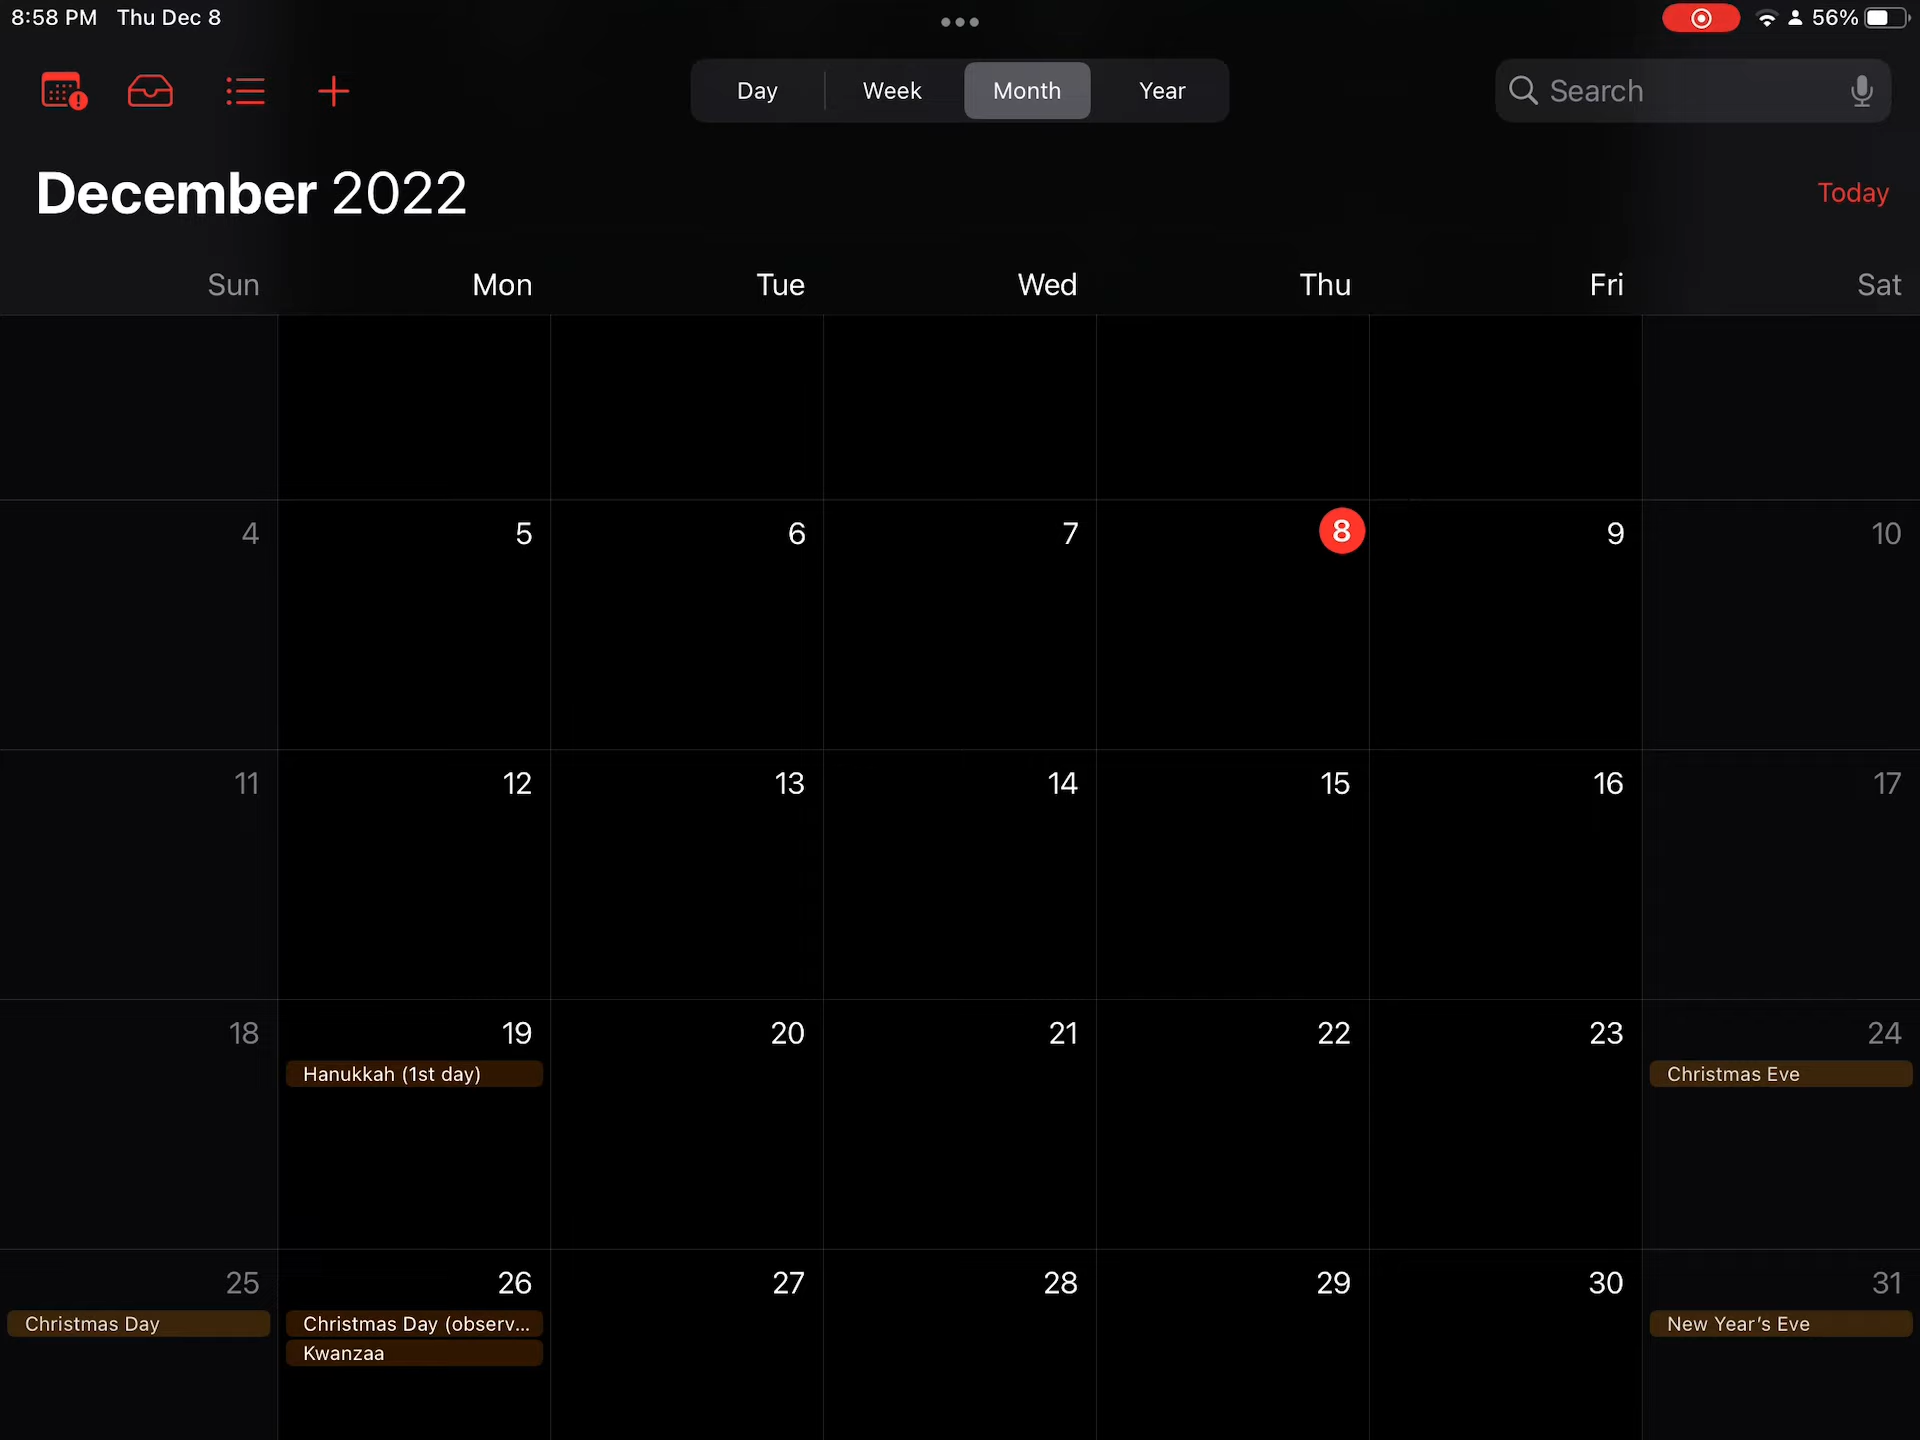 8:58 PM Thu Dec 8 56%
Day Week Month Year Search
December 2022 Today
Sun Mon Tue Wed Thu Fri Sat
4 5 6 7 8 9 10
11 12 13 14 15 16 17
18 19 20 21 22 23 24
Hanukkah (1st day) Christmas Eve
25 26 27 28 29 30 31
Christmas Day Christmas Day (observ... New Year's Eve
Kwanzaa